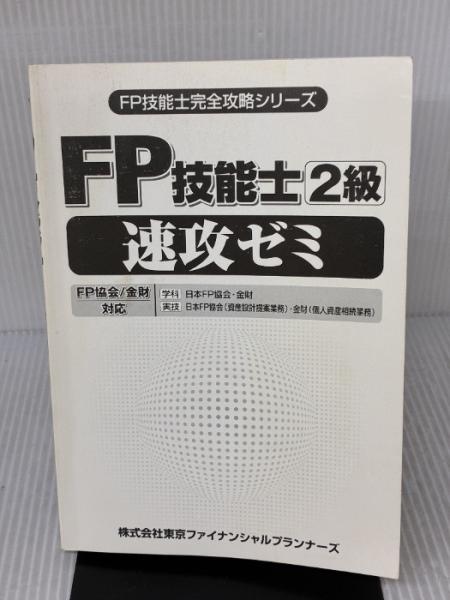 FP技能士完全攻略シリーズ
FP技能士2級
速攻ゼミ
FP協会/金財
対応
学科 日本FP協会・金財
実技 日本FP協会(資産設計提案業務)・金財(個人資産相続業務)
株式会社東京ファイナンシャルプランナーズ